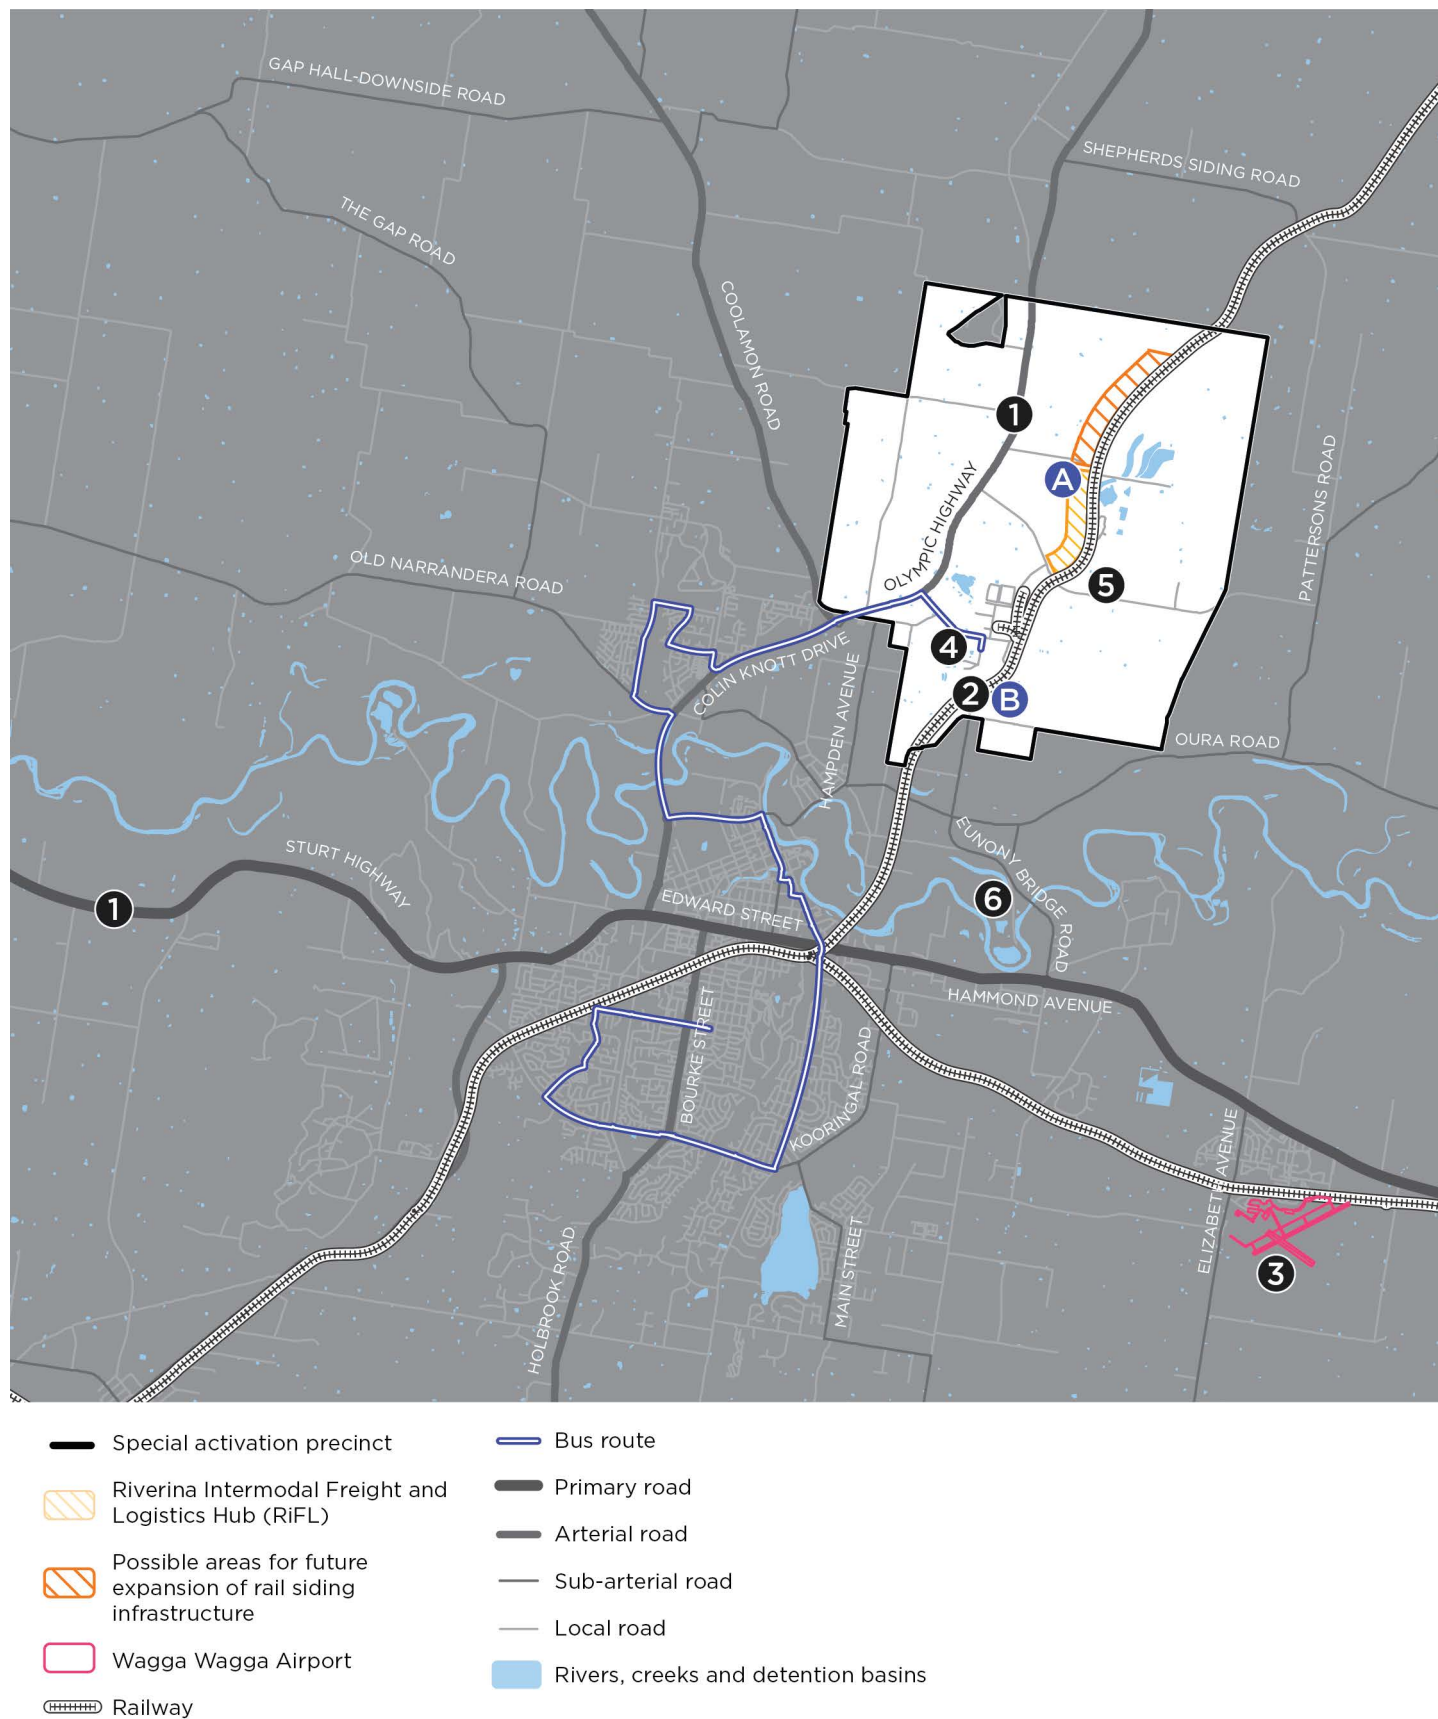 GAP HALL-DOWNSIDE ROAD
SHEPHERDS SIDING ROAD
THE GAP ROAD
COOLAMON ROAD
1
OLYMPIC HIGHWAY
A
PATTERSONS ROAD
OLD NARRANDERA ROAD
5
4
COLIN KNOTT DRIVE
HAMPDEN AVENUE
2
B
OURA ROAD
STURT HIGHWAY
EUNONY BRIDGE ROAD
1
EDWARD STREET
6
HAMMOND AVENUE
BOURKE STREET
KOORINGAL ROAD
ELIZABETH AVENUE
3
MAIN STREET
HOLBROOK ROAD
Special activation precinct
Riverina Intermodal Freight and
Logistics Hub (RiFL)
Possible areas for future
expansion of rail siding
infrastructure
Wagga Wagga Airport
Railway
Bus route
Primary road
Arterial road
Sub-arterial road
Local road
Rivers, creeks and detention basins